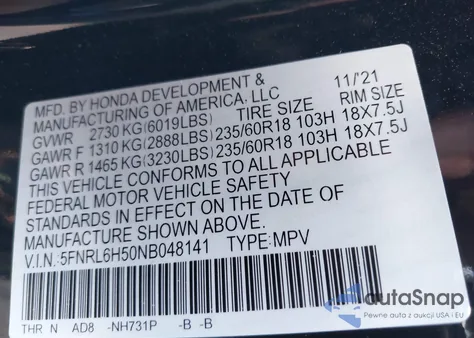 MFD. BY HONDA DEVELOPMENT & 11/'21
MANUFACTURING OF AMERICA, LLC
GVWR 2730 KG(6019LBS) TIRE SIZE RIM SIZE
GAWR F 1310 KG(2888LBS) 235/60R18 103H 18X7.5J
GAWR R 1465 KG(3230LBS) 235/60R18 103H 18X7.5J
THIS VEHICLE CONFORMS TO ALL APPLICABLE
FEDERAL MOTOR VEHICLE SAFETY
STANDARDS IN EFFECT ON THE DATE OF
MANUFACTURE SHOWN ABOVE.
V.I.N.:5FNRL6H50NB048141 TYPE:MPV
THR N AD8 -NH731P -B -B
autaSnap
Pewne auta z USA i EU